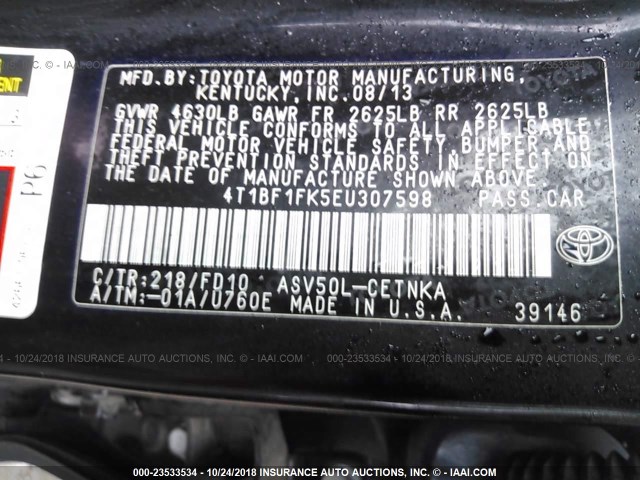 MENT
P6
MFD.BY:TOYOTA MOTOR MANUFACTURING,
KENTUCKY,INC.08/13
GVWR 4630LB GAWR FR 2625LB RR 2625LB
THIS VEHICLE CONFORMS TO ALL APPLICABLE
FEDERAL MOTOR VEHICLE SAFETY,BUMPER,AND
THEFT PREVENTION STANDARDS IN EFFECT ON
THE DATE OF MANUFACTURE SHOWN ABOVE.
4T1BF1FK5EU307598 PASS.CAR
C/TR:218/FD10 ASV50L-CETNKA
A/TM:-01A/U760E MADE IN U.S.A. 39146
000-23533534 - 10/24/2018 INSURANCE AUTO AUCTIONS, INC. - © IAAI.COM